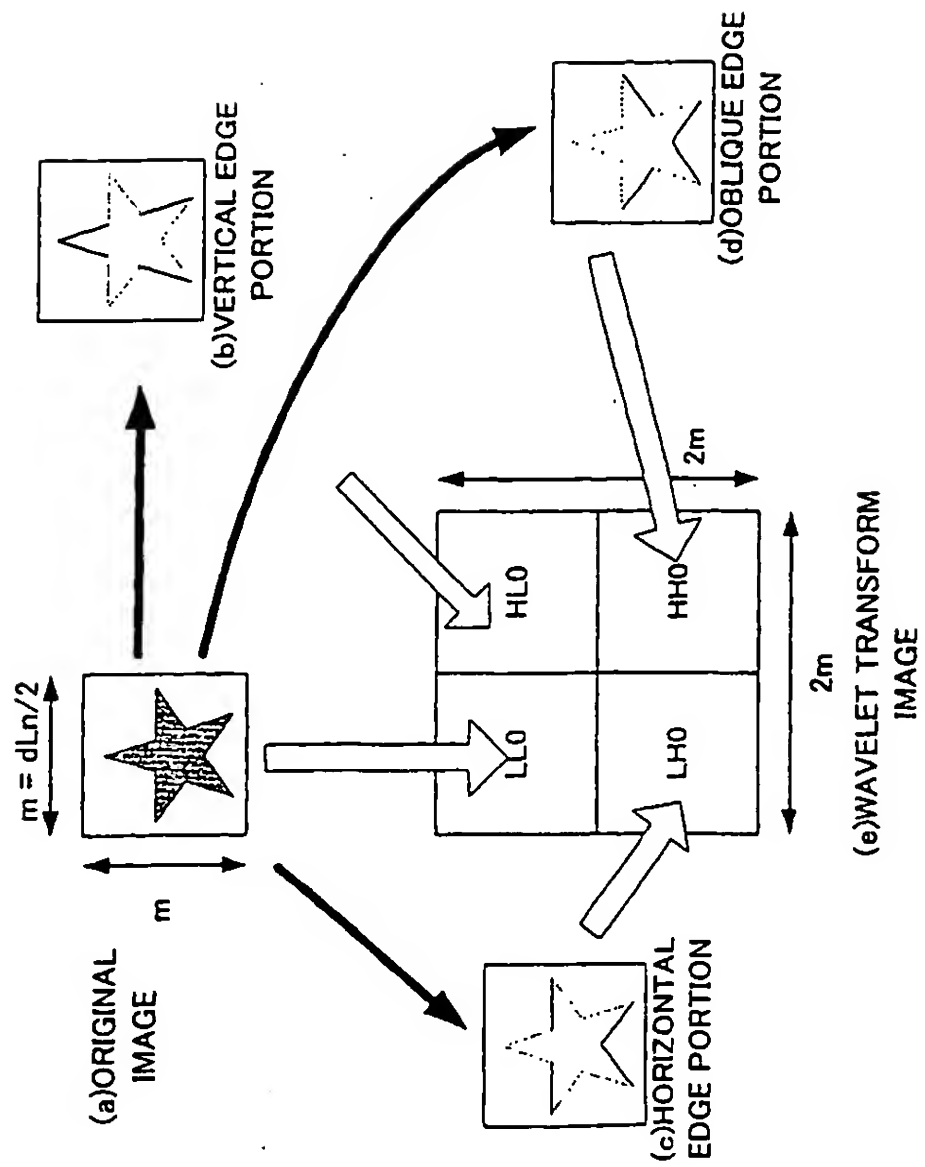 (a)ORIGINAL
IMAGE
m
m = dLn/2
(b)VERTICAL EDGE
PORTION
(c)HORIZONTAL
EDGE PORTION
(d)OBLIQUE EDGE
PORTION
LL0
HL0
LH0
HH0
2m
2m
(e)WAVELET TRANSFORM
IMAGE